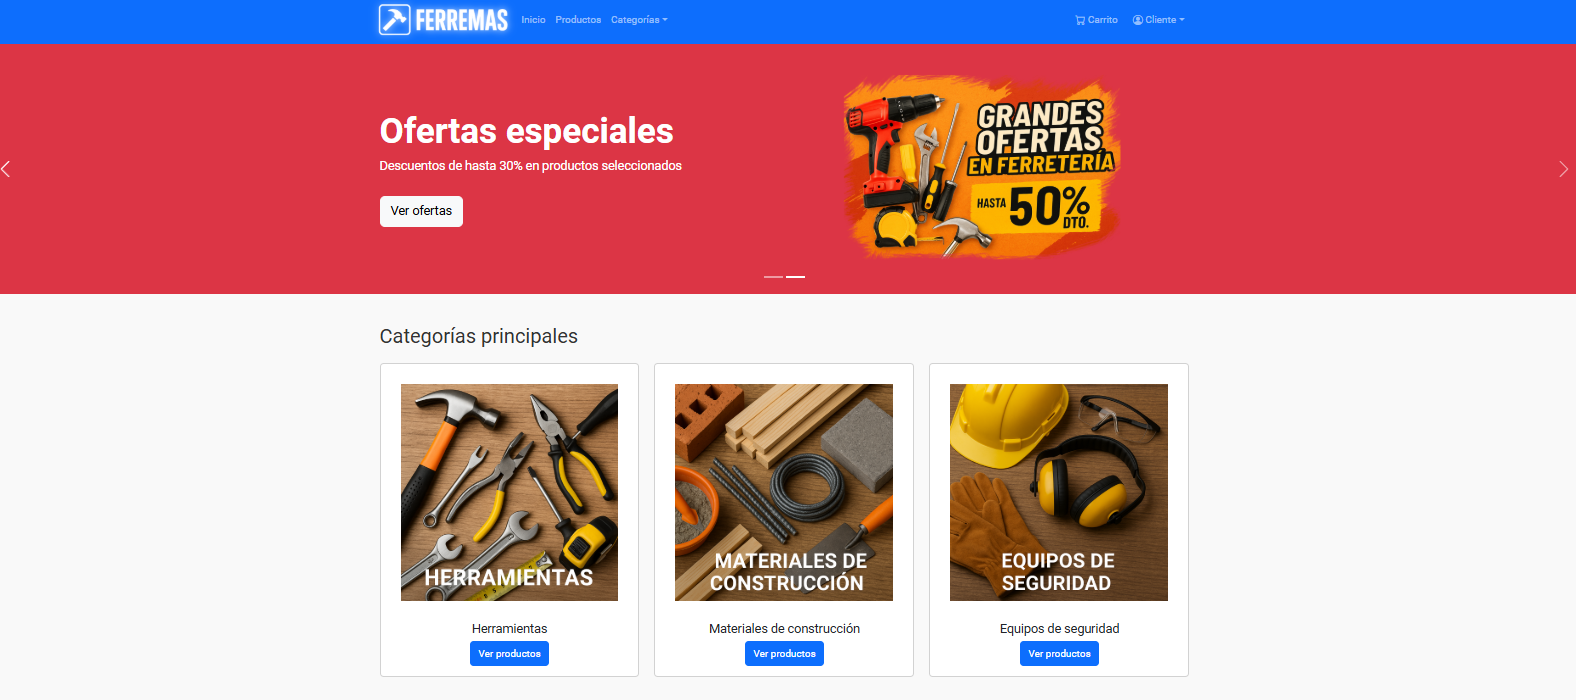 FERREMAS
Inicio Productos Categorías
Carrito Cliente
Ofertas especiales
Descuentos de hasta 30% en productos seleccionados
Ver ofertas
GRANDES
OFERTAS
EN FERRETERÍA
HASTA 50%
DTO.
Categorías principales
HERRAMIENTAS
Herramientas
Ver productos
MATERIALES DE
CONSTRUCCIÓN
Materiales de construcción
Ver productos
EQUIPOS DE
SEGURIDAD
Equipos de seguridad
Ver productos